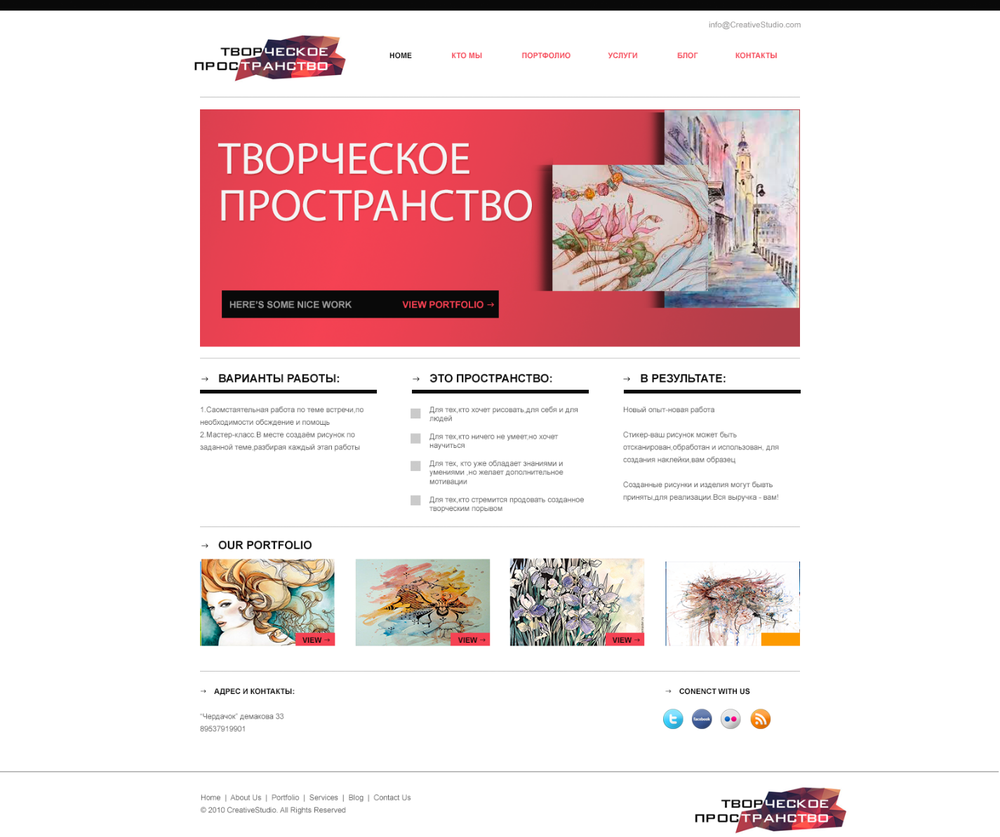 info@CreativeStudio.com
ТВОРЧЕСКОЕ
ПРОСТРАНСТВО
HOME КТО МЫ ПОРТФОЛИО УСЛУГИ БЛОГ КОНТАКТЫ
ТВОРЧЕСКОЕ
ПРОСТРАНСТВО
HERE'S SOME NICE WORK VIEW PORTFOLIO →
→ ВАРИАНТЫ РАБОТЫ:
1.Саомстаятельная работа по теме встречи,по
необходимости обсждение и помощь
2.Мастер-класс.В месте создаём рисунок по
заданной теме,разбирая каждый этап работы
→ ЭТО ПРОСТРАНСТВО:
Для тех,кто хочет рисовать,для себя и для
людей
Для тех,кто ничего не умеет,но хочет
научиться
Для тех, кто уже обладает знаниями и
умениями ,но желает дополнительное
мотивации
Для тех,кто стремится продовать созданное
творческим порывом
→ В РЕЗУЛЬТАТЕ:
Новый опыт-новая работа
Стикер-ваш рисунок может быть
отсканирован,обработан и использован, для
создания наклейки,вам образец
Созданные рисунки и изделия могут бывть
приняты,для реализации.Вся выручка - вам!
→ OUR PORTFOLIO
VIEW →
VIEW →
VIEW →
→ АДРЕС И КОНТАКТЫ:
“Чердачок” демакова 33
89537919901
→ CONENCT WITH US
facebook
Home | About Us | Portfolio | Services | Blog | Contact Us
© 2010 CreativeStudio. All Rights Reserved
ТВОРЧЕСКОЕ
ПРОСТРАНСТВО